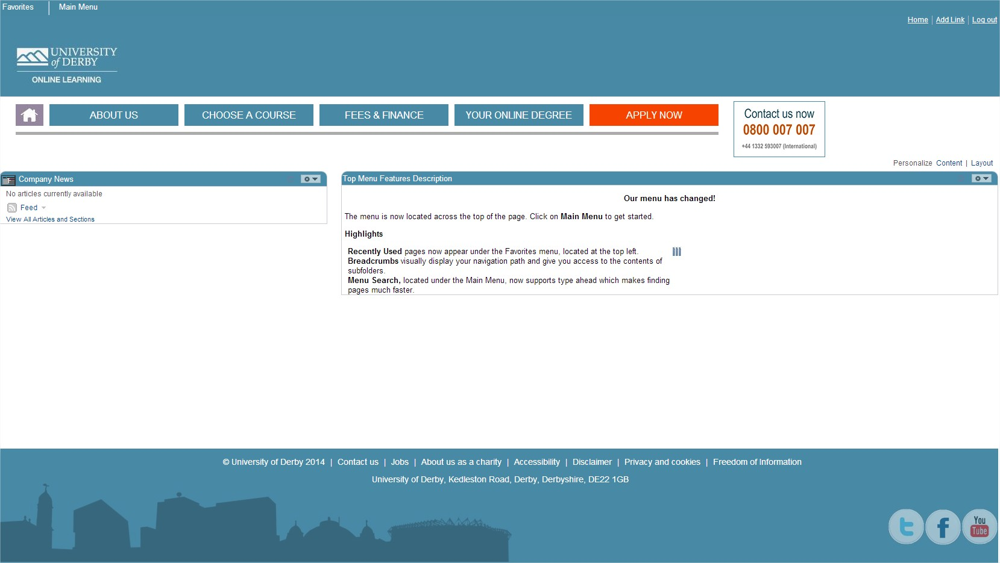 Favorites Main Menu
Home Add Link Log out
UNIVERSITY
of DERBY
ONLINE LEARNING
ABOUT US CHOOSE A COURSE FEES & FINANCE YOUR ONLINE DEGREE APPLY NOW
Contact us now
0800 007 007
+44 1332 593007 (International)
Personalize Content | Layout
Company News
No articles currently available
Feed
View All Articles and Sections
Top Menu Features Description
Our menu has changed!
The menu is now located across the top of the page. Click on Main Menu to get started.
Highlights
Recently Used pages now appear under the Favorites menu, located at the top left.
Breadcrumbs visually display your navigation path and give you access to the contents of
subfolders.
Menu Search, located under the Main Menu, now supports type ahead which makes finding
pages much faster.
© University of Derby 2014 | Contact us | Jobs | About us as a charity | Accessibility | Disclaimer | Privacy and cookies | Freedom of Information
University of Derby, Kedleston Road, Derby, Derbyshire, DE22 1GB
You
Tube